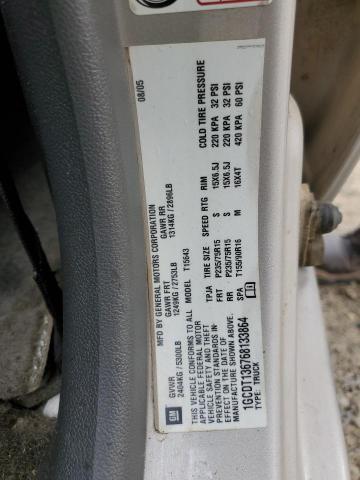 MFD BY GENERAL MOTORS CORPORATION 08/05
GVWR GAWR FRT GAWR RR
2404KG / 5300LB 1249KG / 2753LB 1314KG / 2896LB
GM
THIS VEHICLE CONFORMS TO ALL
APPLICABLE FEDERAL MOTOR
VEHICLE SAFETY AND THEFT
PREVENTION STANDARDS IN
EFFECT ON THE DATE OF
MANUFACTURE SHOWN ABOVE.
1GCDT136768133864
TYPE: TRUCK
MODEL: T15643
TPJA TIRE SIZE SPEED RTG RIM COLD TIRE PRESSURE
FRT P235/75R15 S 15X6.5J 220 KPA 32 PSI
RR P235/75R15 S 15X6.5J 220 KPA 32 PSI
SPA T155/90R16 M 16X4T 420 KPA 60 PSI